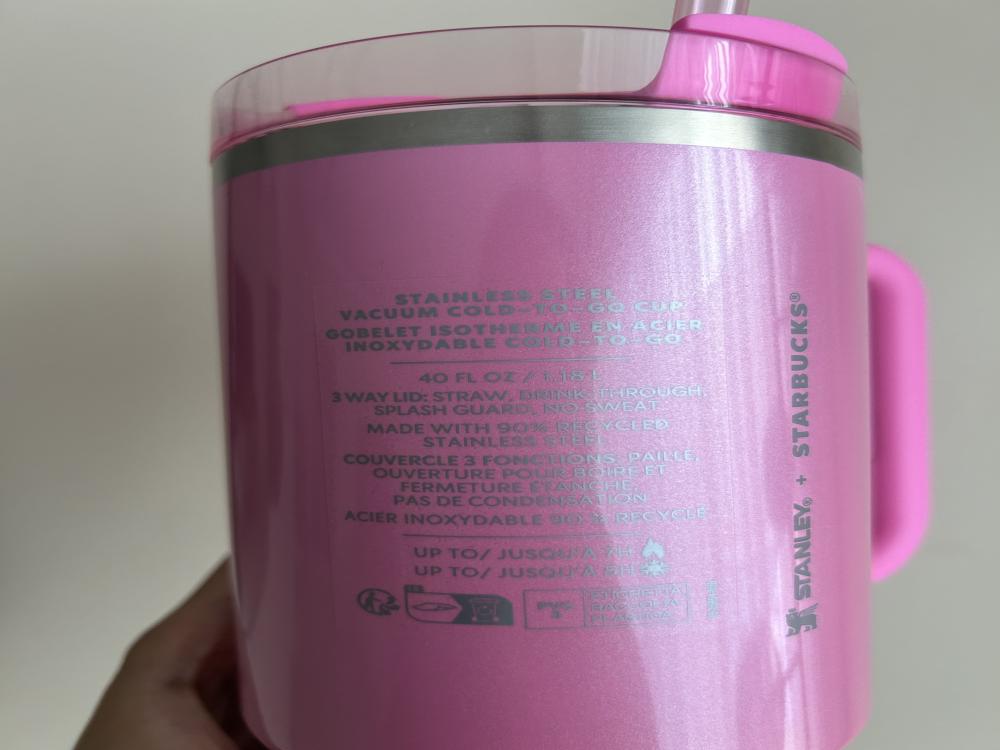 STAINLESS STEEL
VACUUM COLD-TO-GO CUP
GOBELET ISOTHERME EN ACIER
INOXYDABLE COLD-TO-GO
40 FL OZ / 1.18 L
3 WAY LID: STRAW, DRINK-THROUGH,
SPLASH GUARD, NO SWEAT
MADE WITH 90% RECYCLED
STAINLESS STEEL
COUVERCLE 3 FONCTIONS: PAILLE,
OUVERTURE POUR BOIRE ET
FERMETURE ÉTANCHE,
PAS DE CONDENSATION
ACIER INOXYDABLE 90 % RECYCLÉ
UP TO/ JUSQU'À 7H
UP TO/ JUSQU'À
ETICHETTA
RACCOLTA
PLASTICA
STANLEY® + STARBUCKS®